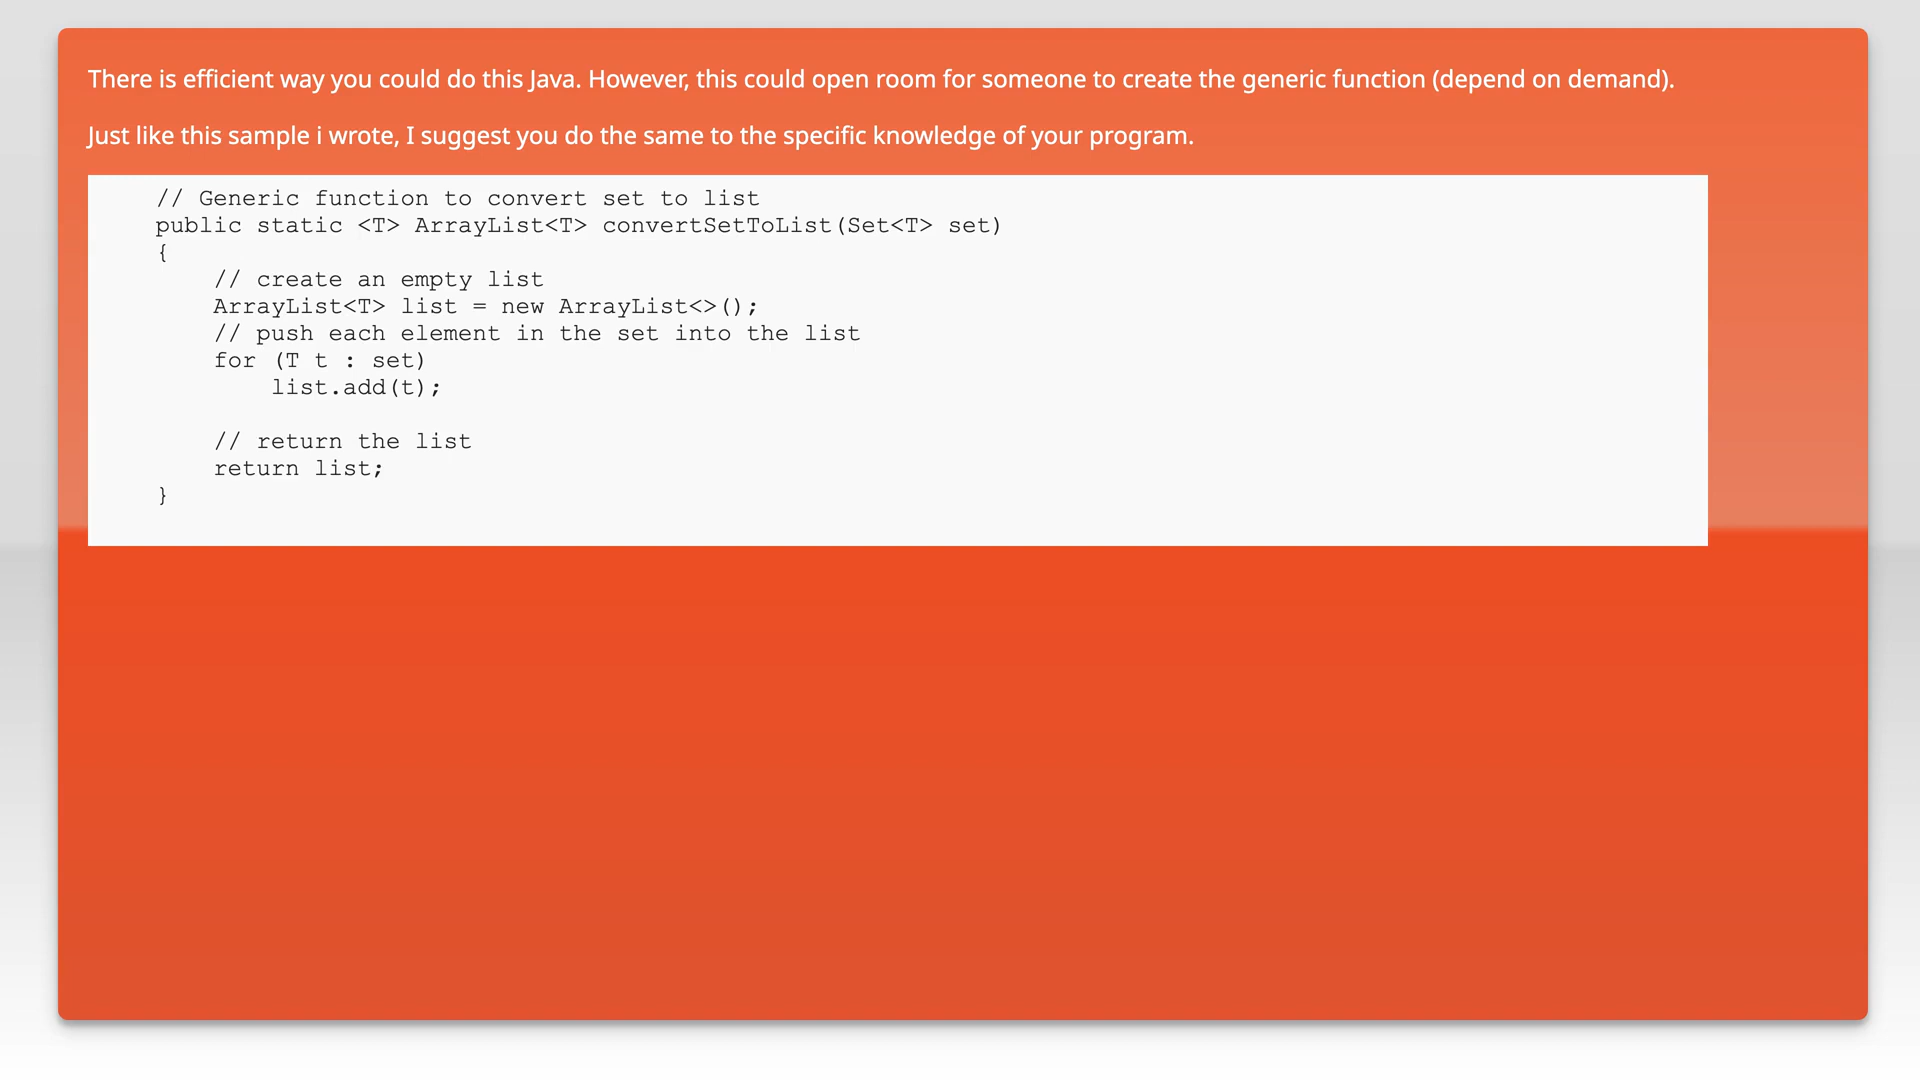 There is efficient way you could do this Java. However, this could open room for someone to create the generic function (depend on demand).
Just like this sample i wrote, I suggest you do the same to the specific knowledge of your program.
// Generic function to convert set to list
public static <T> ArrayList<T> convertSetToList(Set<T> set)
{
// create an empty list
ArrayList<T> list = new ArrayList<>();
// push each element in the set into the list
for (T t : set)
list.add(t);
// return the list
return list;
}